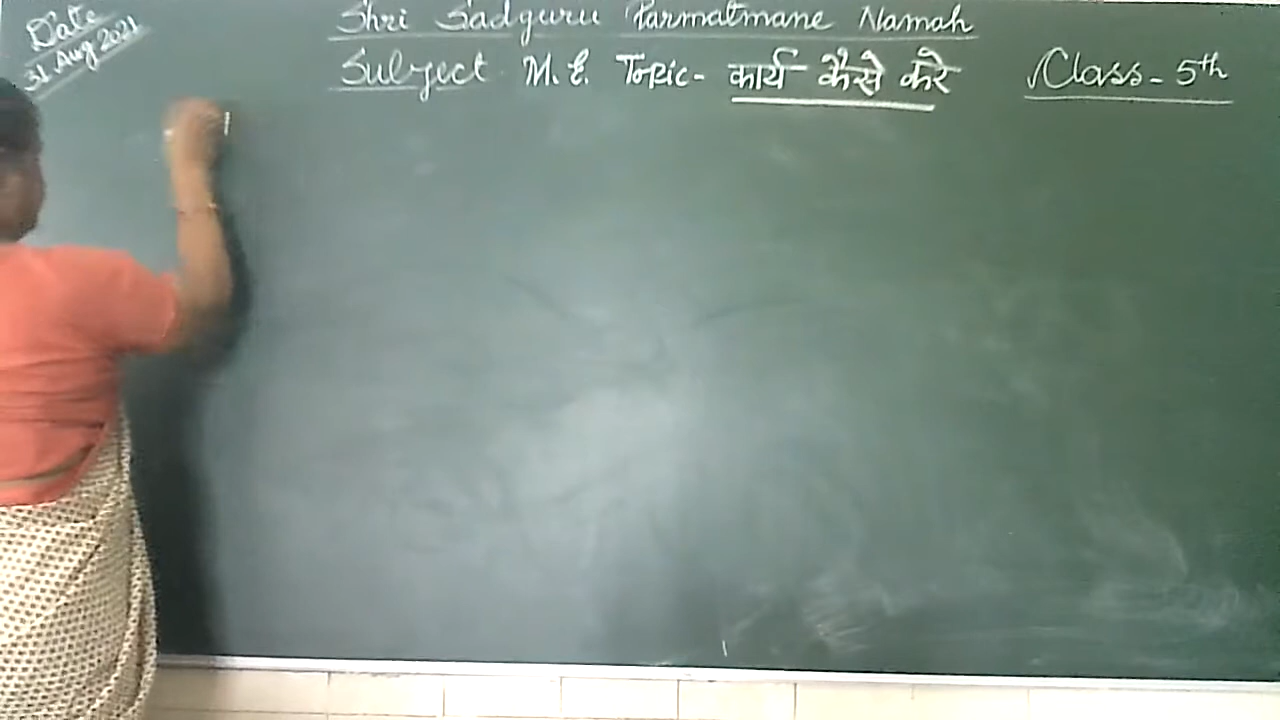 Date
31 Aug 2021
Shri Sadguru Parmatmane Namah
Subject M.E. Topic- कार्य कैसे करे Class - 5th